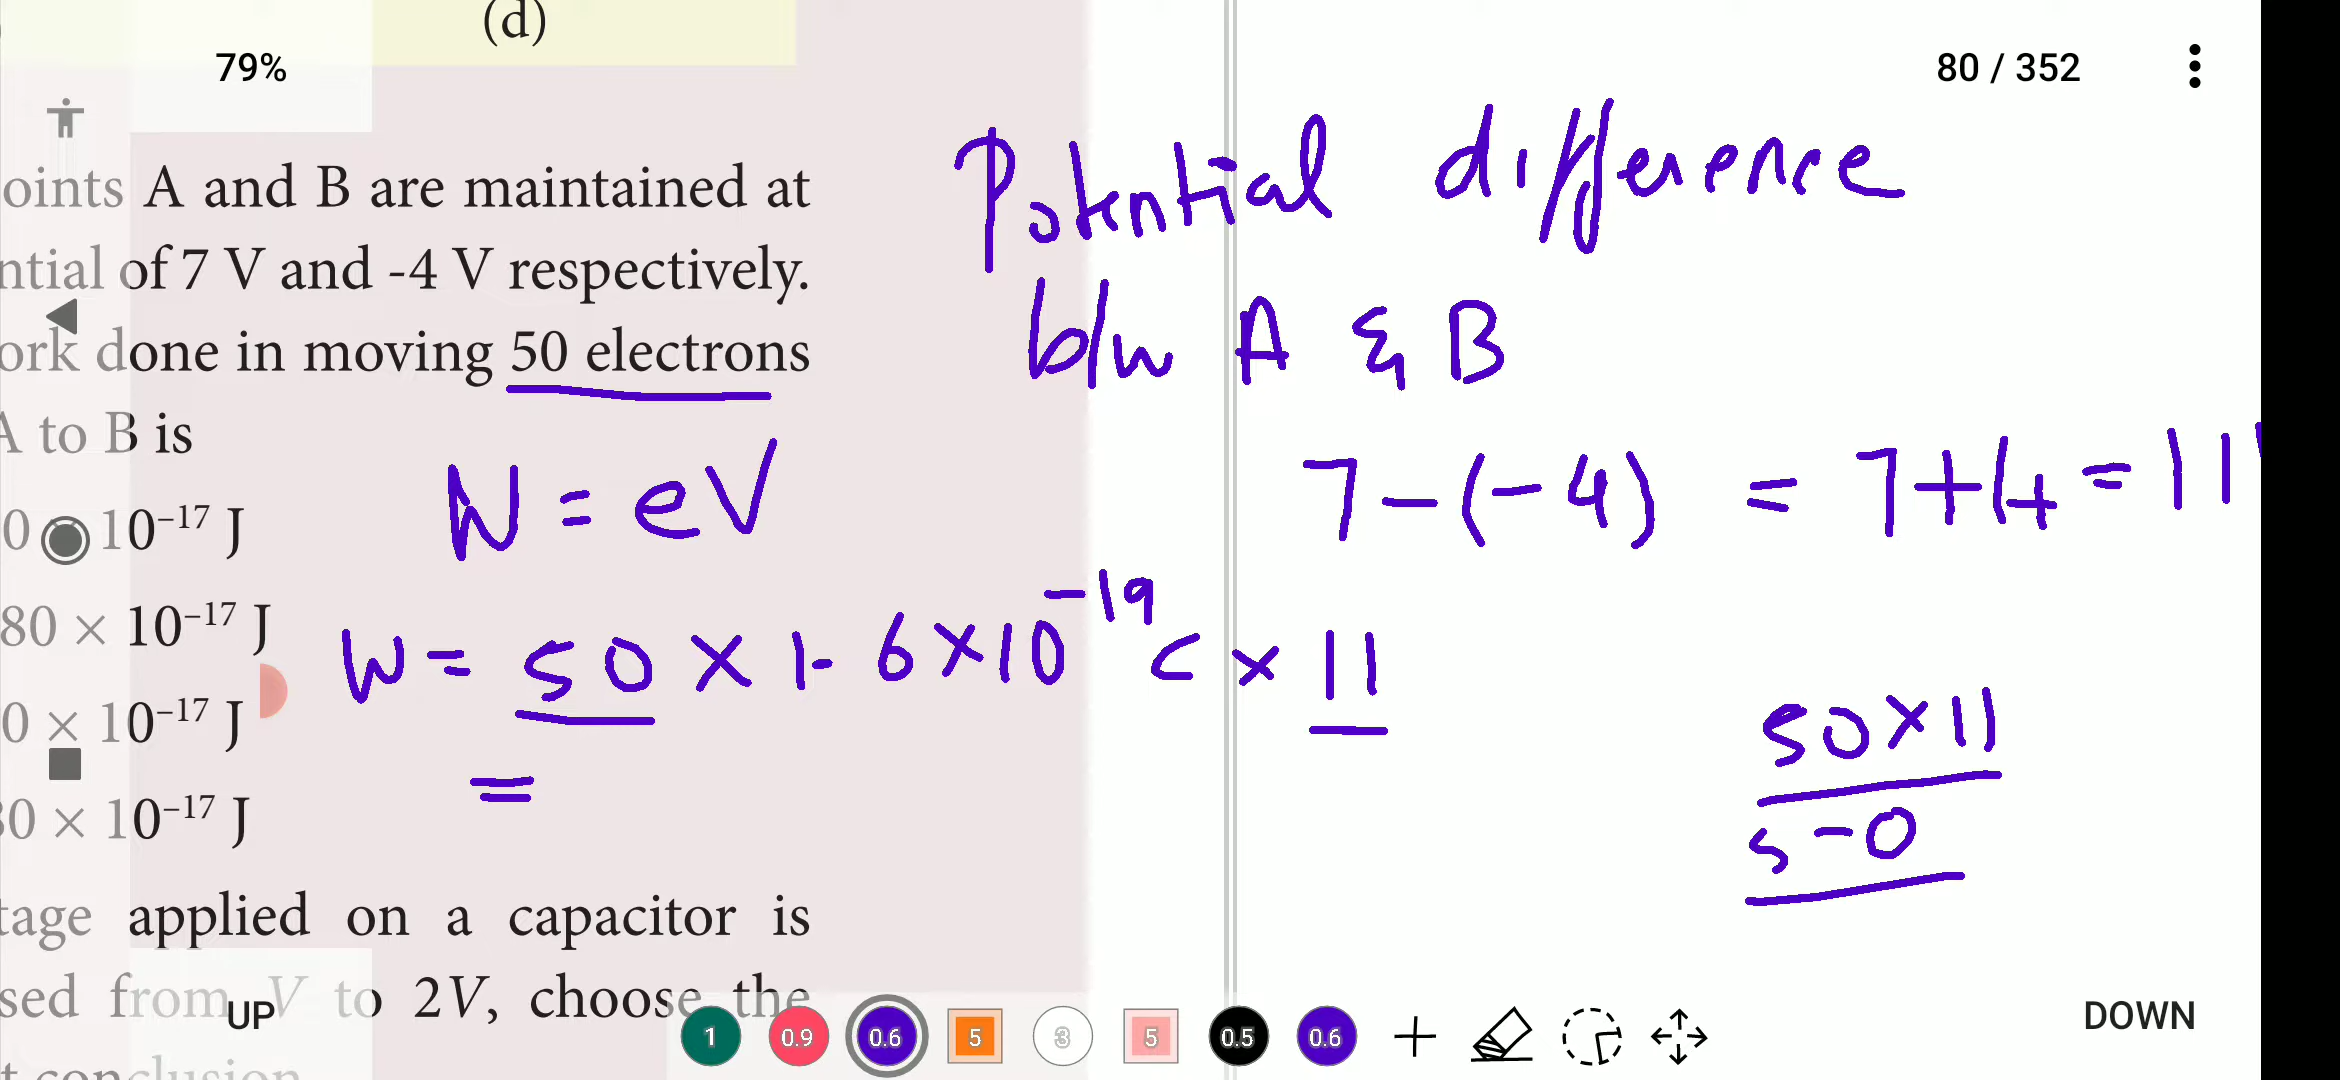 (d)
79%
80 / 352
oints A and B are maintained at
ntial of 7 V and -4 V respectively.
ork done in moving 50 electrons
A to B is
0 10⁻¹⁷ J
80 × 10⁻¹⁷ J
0 × 10⁻¹⁷ J
30 × 10⁻¹⁷ J
tage applied on a capacitor is
sed from V to 2V, choose the
t conclusion
Potential difference
b/w A & B
7-(-4) = 7+4 = 11
W = eV
W = 50 × 1.6×10⁻¹⁹ C × 11
=
50×11
5-0
UP
1 0.9 0.6 5 3 5 0.5 0.6
DOWN